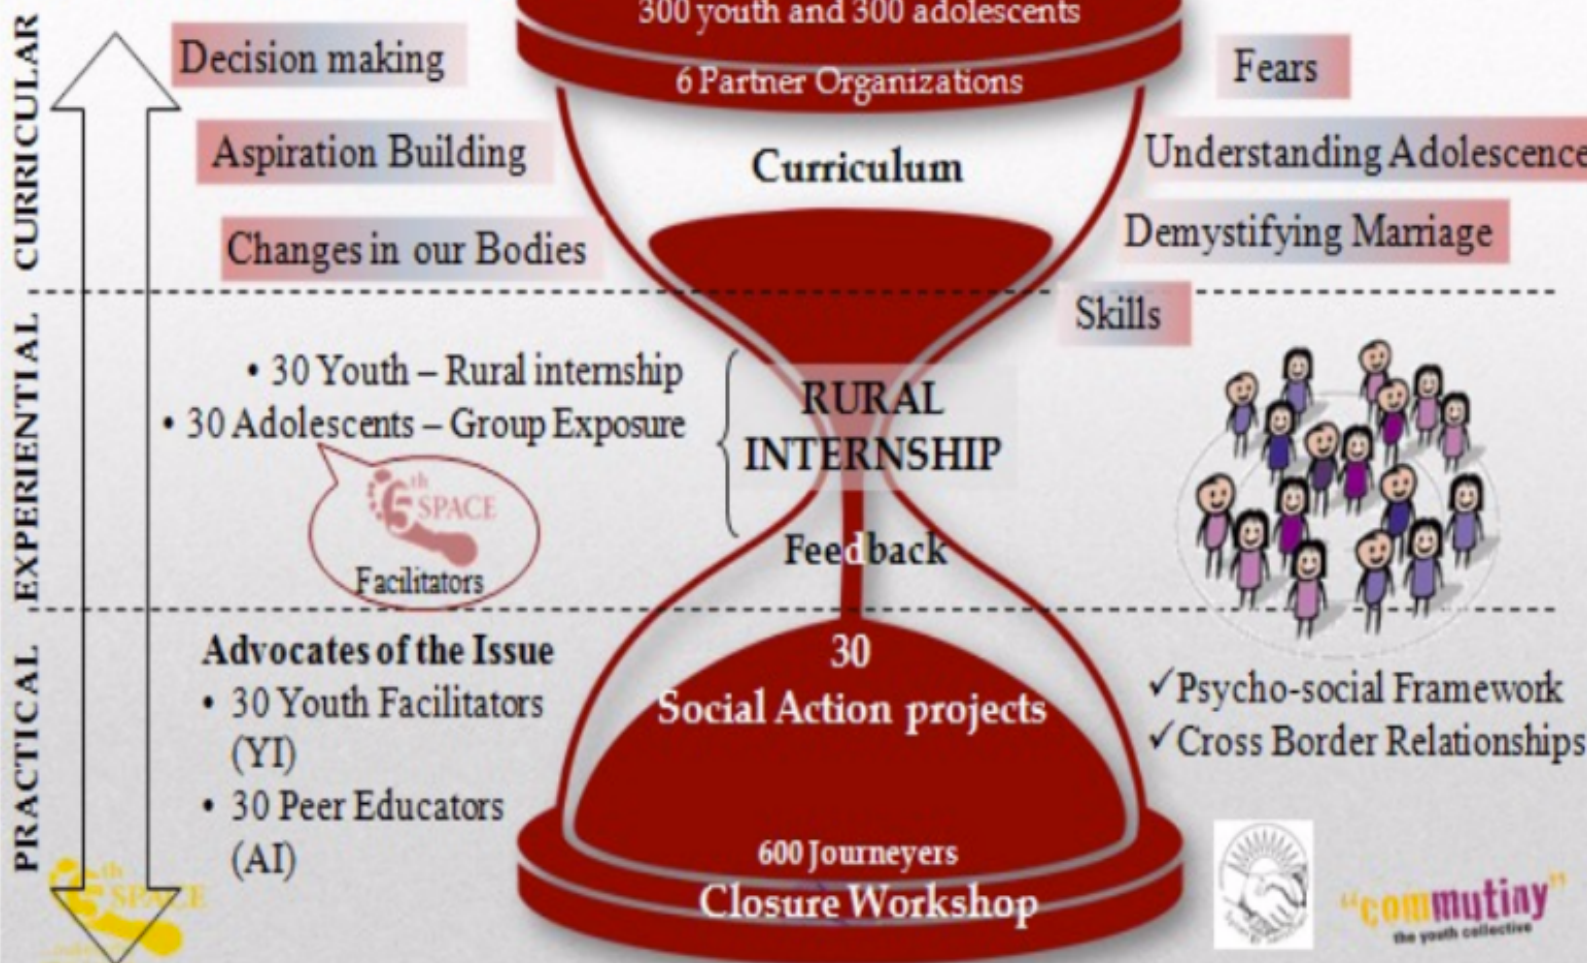 300 youth and 300 adolescents
6 Partner Organizations
CURRICULAR
Decision making
Aspiration Building
Changes in our Bodies
Curriculum
Fears
Understanding Adolescence
Demystifying Marriage
Skills
EXPERIENTIAL
• 30 Youth – Rural internship
• 30 Adolescents – Group Exposure
5th SPACE
Facilitators
RURAL
INTERNSHIP
Feedback
PRACTICAL
Advocates of the Issue
• 30 Youth Facilitators
(YI)
• 30 Peer Educators
(AI)
30
Social Action projects
600 Journeyers
Closure Workshop
✓Psycho-social Framework
✓Cross Border Relationships
5th
SPACE
“commutiny”
the youth collective